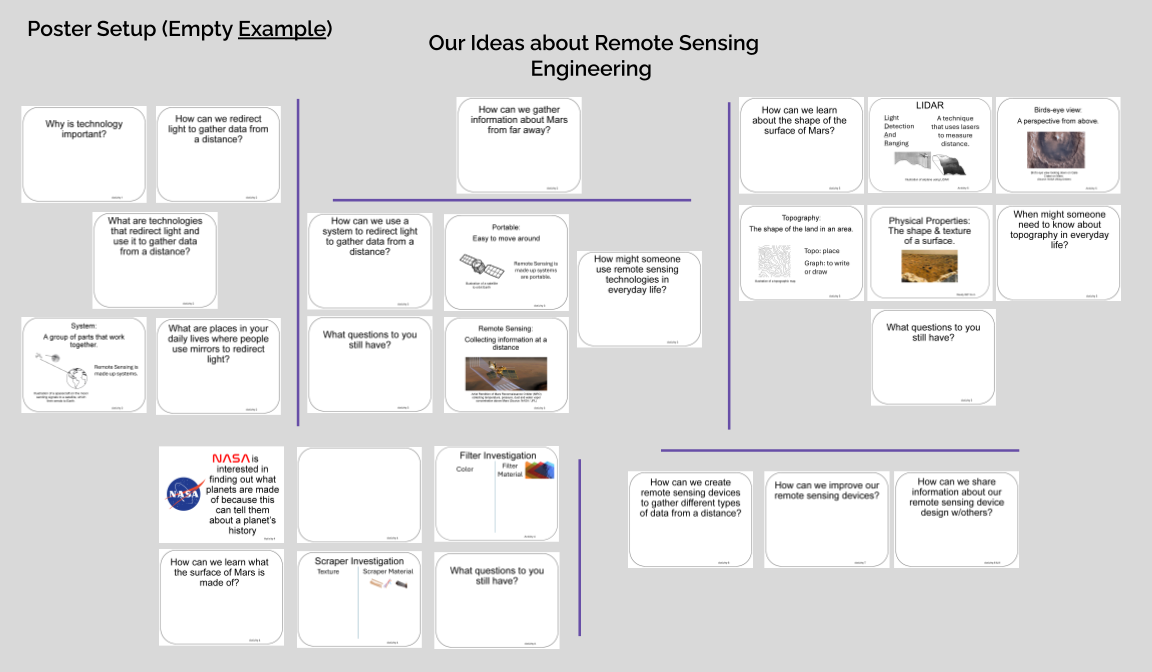 Poster Setup (Empty Example)
Our Ideas about Remote Sensing
Engineering
Why is technology
important?
How can we redirect
light to gather data from
a distance?
What are technologies
that redirect light and
use it to gather data
from a distance?
System:
A group of parts that work
together.
Remote Sensing is
made up systems.
What are places in your
daily lives where people
use mirrors to redirect
light?
How can we gather
information about Mars
from far away?
How can we use a
system to redirect light
to gather data from a
distance?
Portable:
Easy to move around
Remote Sensing is
made up systems
are portable.
What questions to you
still have?
Remote Sensing:
Collecting information at a
distance
How might someone
use remote sensing
technologies in
everyday life?
How can we learn
about the shape of the
surface of Mars?
LIDAR
Light
Detection
And
Ranging
A technique
that uses lasers
to measure
distance.
Birds-eye view:
A perspective from above.
Topography:
The shape of the land in an area.
Topo: place
Graph: to write
or draw
Physical Properties:
The shape & texture
of a surface.
When might someone
need to know about
topography in everyday
life?
What questions to you
still have?
NASA
NASA is
interested in
finding out what
planets are made
of because this
can tell them
about a planet's
history
Filter Investigation
Color
Filter
Material
How can we learn what
the surface of Mars is
made of?
Scraper Investigation
Texture
Scraper Material
What questions to you
still have?
How can we create
remote sensing devices
to gather different types
of data from a distance?
How can we improve our
remote sensing devices?
How can we share
information about our
remote sensing device
design w/others?